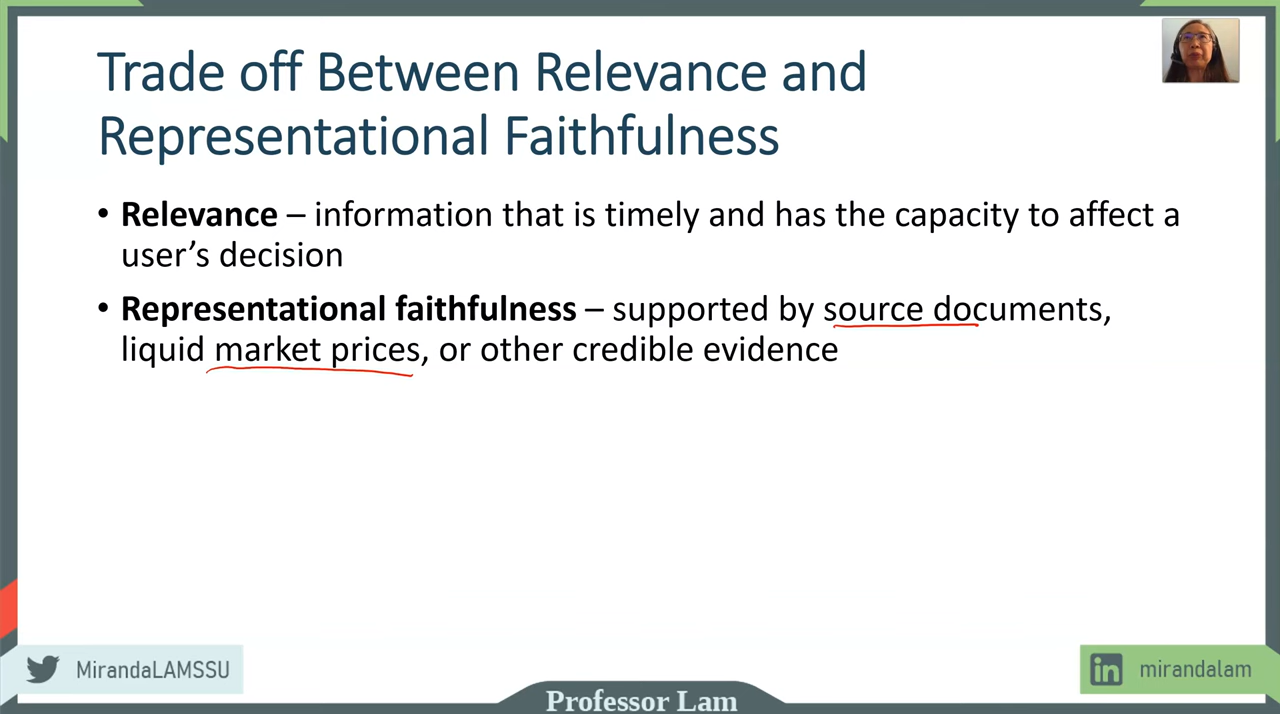 Trade off Between Relevance and
Representational Faithfulness
• Relevance – information that is timely and has the capacity to affect a
user’s decision
• Representational faithfulness – supported by source documents,
liquid market prices, or other credible evidence
MirandaLAMSSU
in mirandalam
Professor Lam